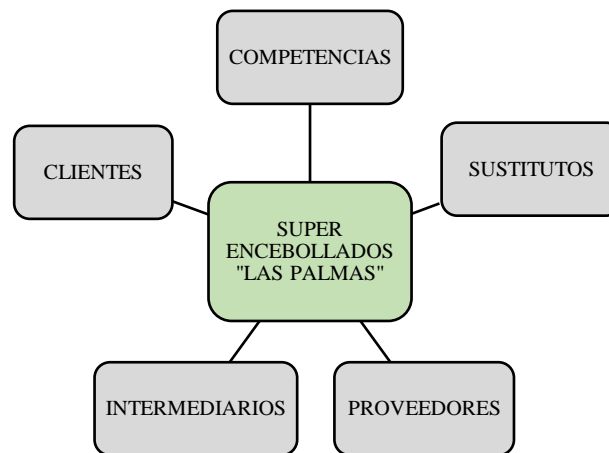 COMPETENCIAS
CLIENTES
SUSTITUTOS
SUPER
ENCEBOLLADOS
"LAS PALMAS"
INTERMEDIARIOS
PROVEEDORES